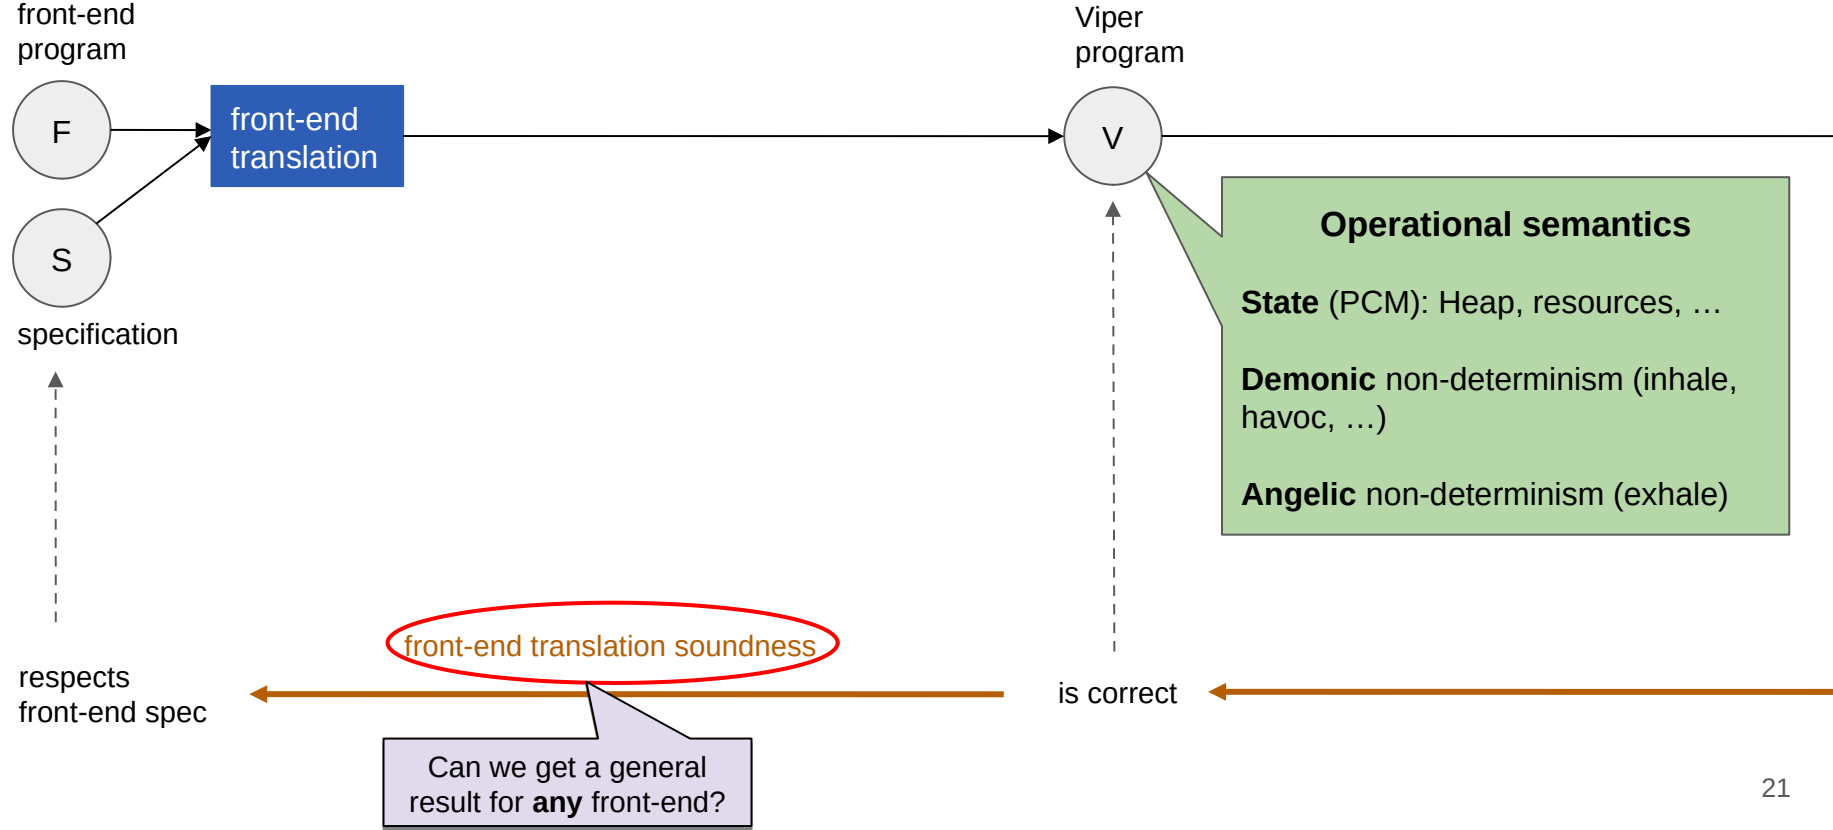 front-end
program
Viper
program
F
front-end
translation
V
S
specification
Operational semantics
State (PCM): Heap, resources, …
Demonic non-determinism (inhale,
havoc, …)
Angelic non-determinism (exhale)
front-end translation soundness
respects
front-end spec
is correct
Can we get a general
result for any front-end?
21